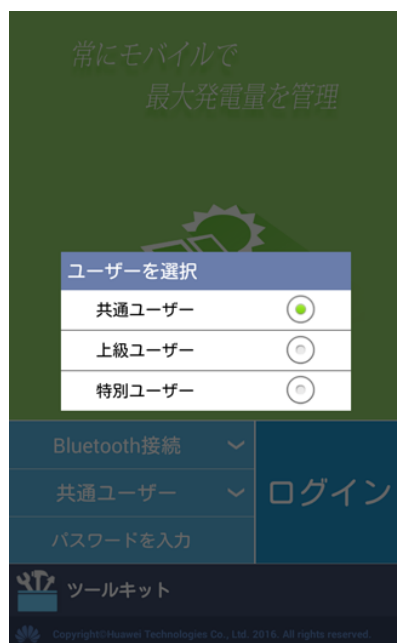 常にモバイルで
最大発電量を管理
ユーザーを選択
共通ユーザー
上級ユーザー
特別ユーザー
Bluetooth接続
共通ユーザー
パスワードを入力
ログイン
ツールキット
Copyright©Huawei Technologies Co., Ltd. 2016. All rights reserved.